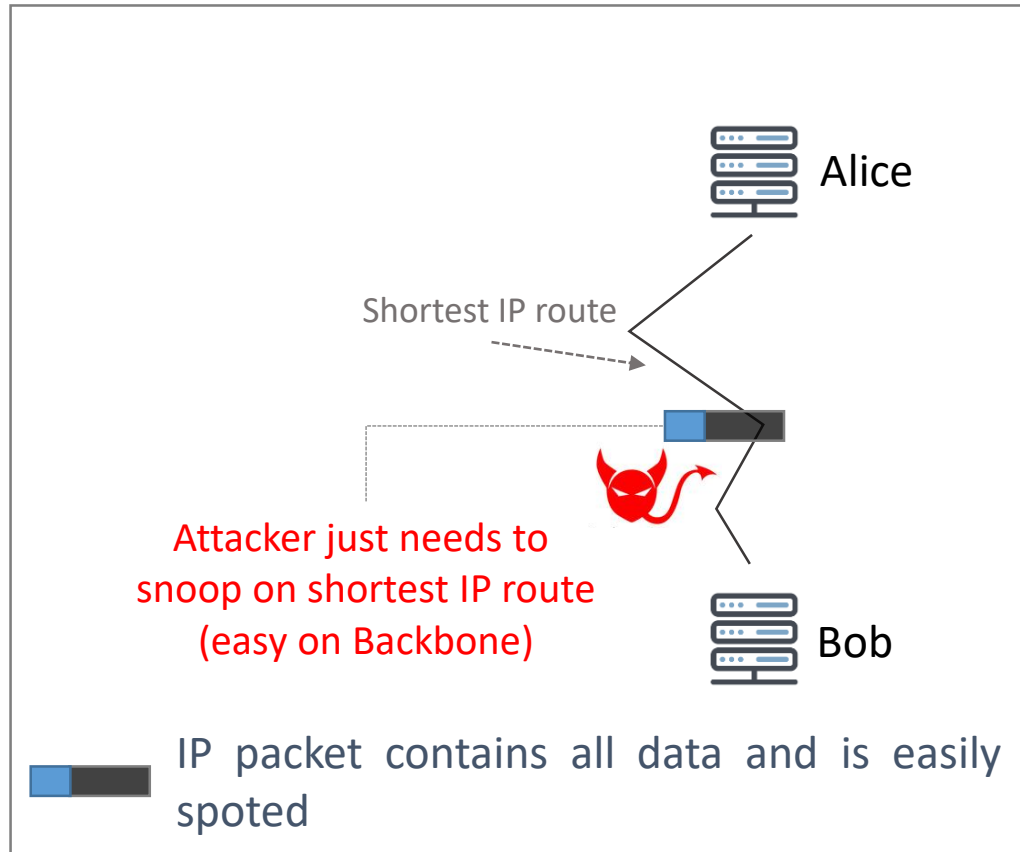 Alice
Shortest IP route
Attacker just needs to
snoop on shortest IP route
(easy on Backbone)
Bob
IP packet contains all data and is easily
spoted